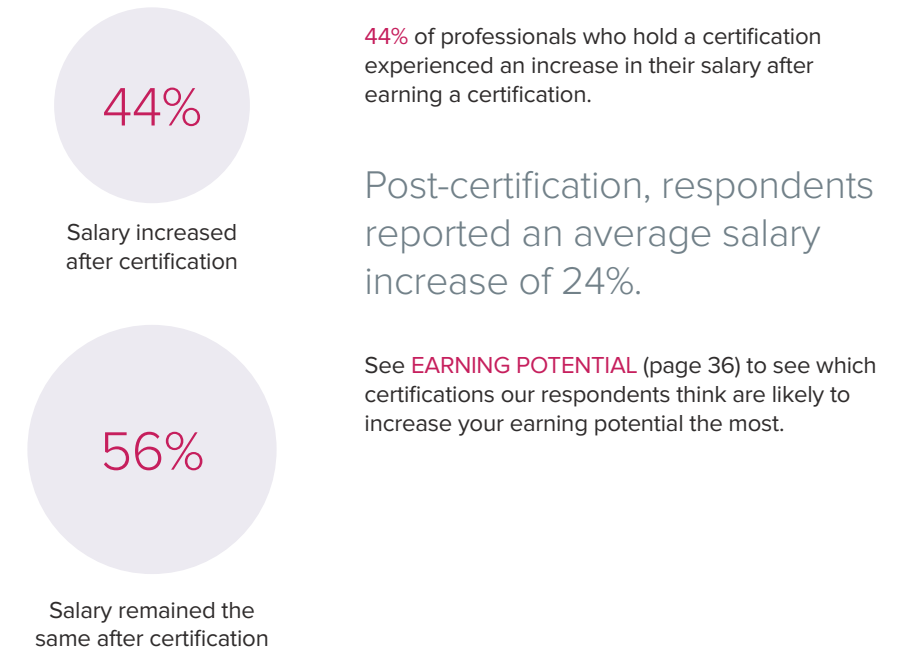 44%
Salary increased
after certification
56%
Salary remained the
same after certification
44% of professionals who hold a certification
experienced an increase in their salary after
earning a certification.
Post-certification, respondents
reported an average salary
increase of 24%.
See EARNING POTENTIAL (page 36) to see which
certifications our respondents think are likely to
increase your earning potential the most.